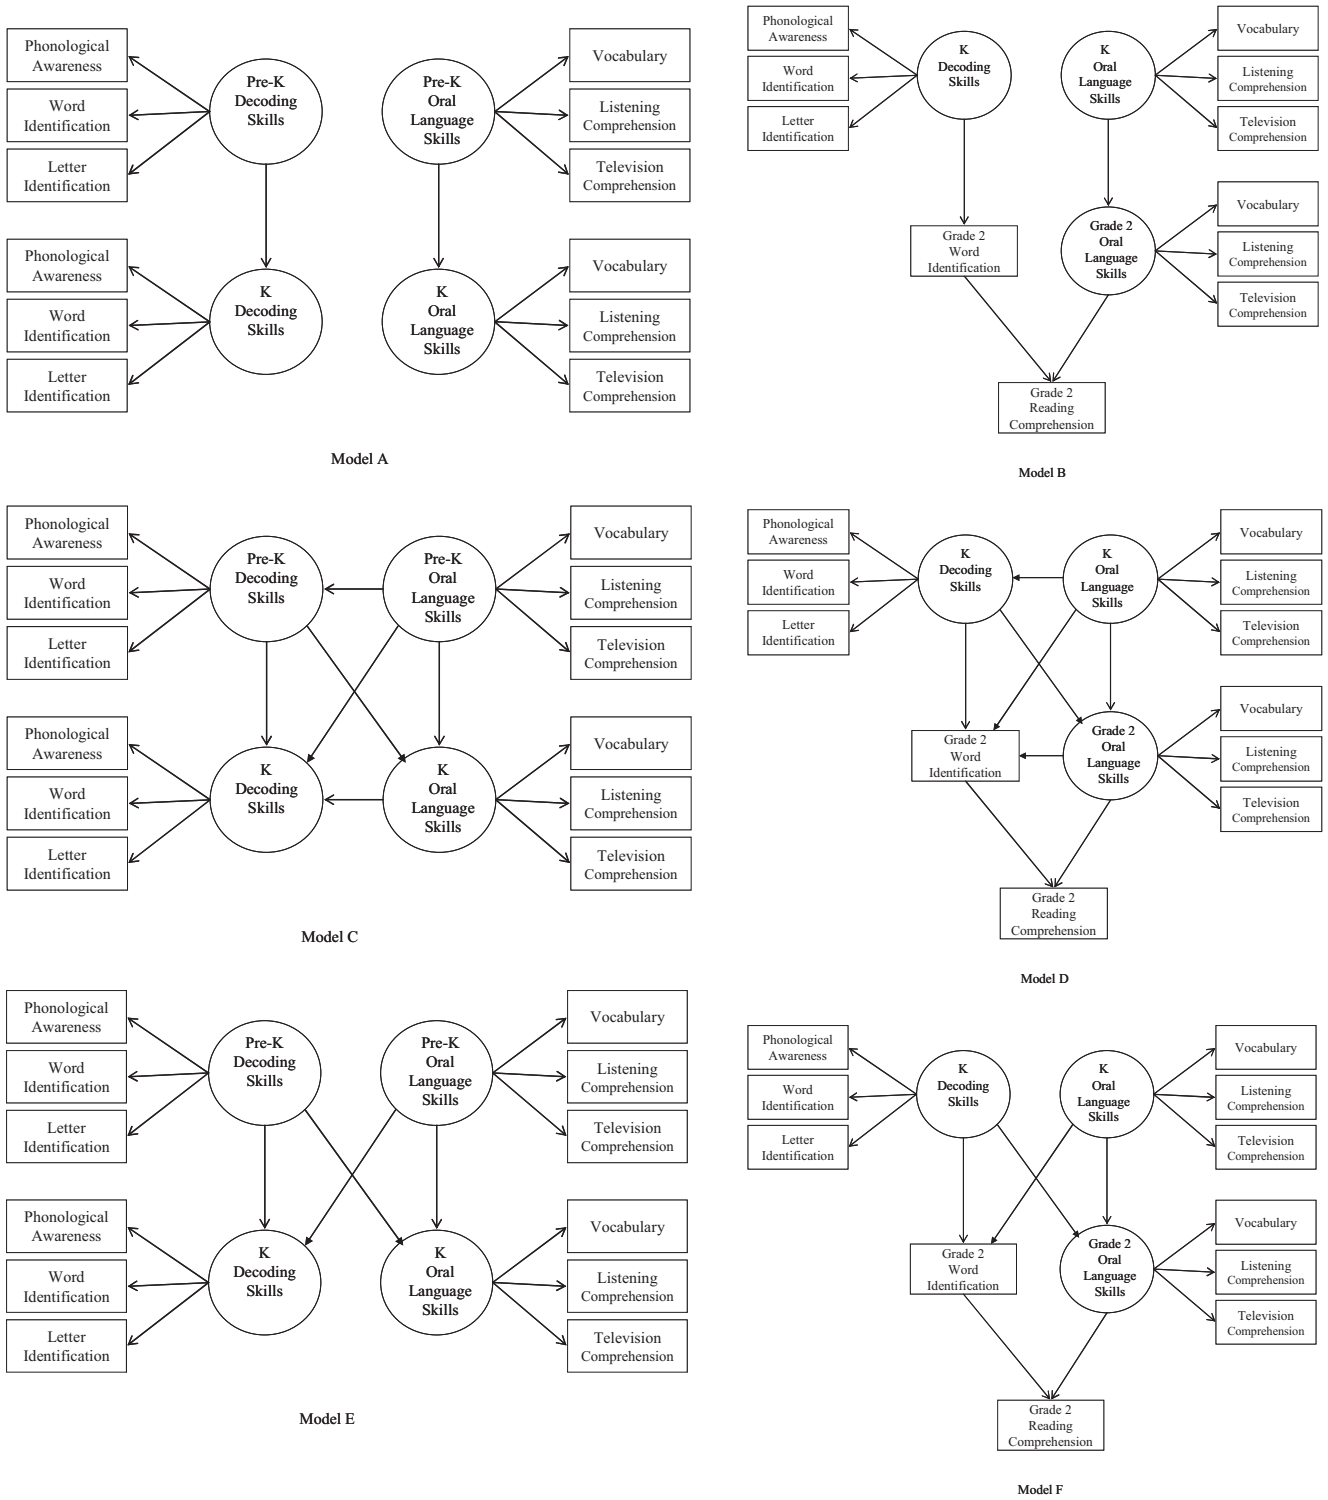 Phonological
Awareness
Word
Identification
Letter
Identification
Pre-K
Decoding
Skills
Pre-K
Oral
Language
Skills
Vocabulary
Listening
Comprehension
Television
Comprehension
Phonological
Awareness
Word
Identification
Letter
Identification
K
Decoding
Skills
K
Oral
Language
Skills
Vocabulary
Listening
Comprehension
Television
Comprehension
Model A
Phonological
Awareness
Word
Identification
Letter
Identification
K
Decoding
Skills
K
Oral
Language
Skills
Vocabulary
Listening
Comprehension
Television
Comprehension
Grade 2
Word
Identification
Grade 2
Oral
Language
Skills
Vocabulary
Listening
Comprehension
Television
Comprehension
Grade 2
Reading
Comprehension
Model B
Phonological
Awareness
Word
Identification
Letter
Identification
Pre-K
Decoding
Skills
Pre-K
Oral
Language
Skills
Vocabulary
Listening
Comprehension
Television
Comprehension
Phonological
Awareness
Word
Identification
Letter
Identification
K
Decoding
Skills
K
Oral
Language
Skills
Vocabulary
Listening
Comprehension
Television
Comprehension
Model C
Phonological
Awareness
Word
Identification
Letter
Identification
K
Decoding
Skills
K
Oral
Language
Skills
Vocabulary
Listening
Comprehension
Television
Comprehension
Grade 2
Word
Identification
Grade 2
Oral
Language
Skills
Vocabulary
Listening
Comprehension
Television
Comprehension
Grade 2
Reading
Comprehension
Model D
Phonological
Awareness
Word
Identification
Letter
Identification
Pre-K
Decoding
Skills
Pre-K
Oral
Language
Skills
Vocabulary
Listening
Comprehension
Television
Comprehension
Phonological
Awareness
Word
Identification
Letter
Identification
K
Decoding
Skills
K
Oral
Language
Skills
Vocabulary
Listening
Comprehension
Television
Comprehension
Model E
Phonological
Awareness
Word
Identification
Letter
Identification
K
Decoding
Skills
K
Oral
Language
Skills
Vocabulary
Listening
Comprehension
Television
Comprehension
Grade 2
Word
Identification
Grade 2
Oral
Language
Skills
Vocabulary
Listening
Comprehension
Television
Comprehension
Grade 2
Reading
Comprehension
Model F